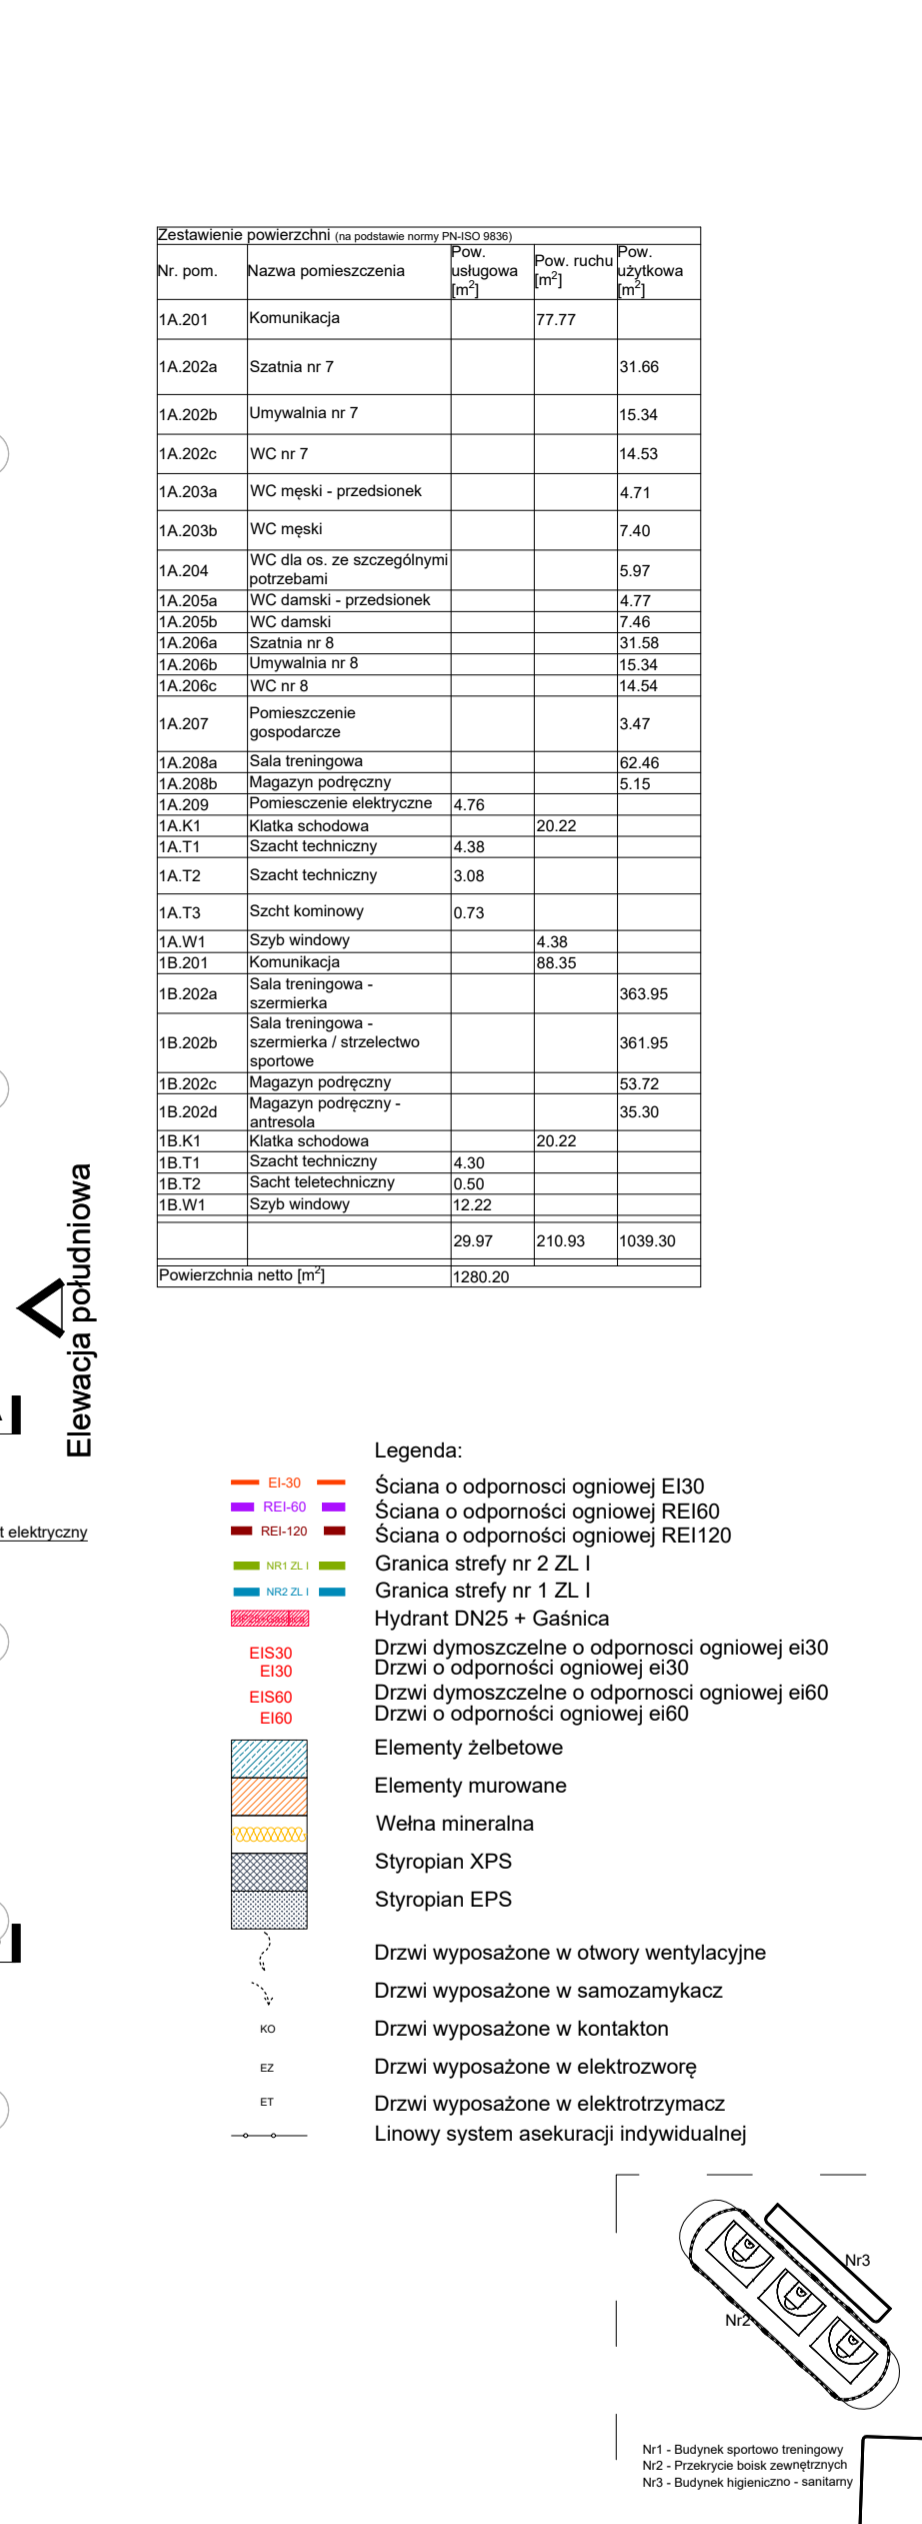 Zestawienie powierzchni (na podstawie normy PN-ISO 9836)
Nr. pom. Nazwa pomieszczenia Pow. usługowa [m²] Pow. ruchu [m²] Pow. użytkowa [m²]
1A.201 Komunikacja 77.77
1A.202a Szatnia nr 7 31.66
1A.202b Umywalnia nr 7 15.34
1A.202c WC nr 7 14.53
1A.203a WC męski - przedsionek 4.71
1A.203b WC męski 7.40
1A.204 WC dla os. ze szczególnymi potrzebami 5.97
1A.205a WC damski - przedsionek 4.77
1A.205b WC damski 7.46
1A.206a Szatnia nr 8 31.58
1A.206b Umywalnia nr 8 15.34
1A.206c WC nr 8 14.54
1A.207 Pomieszczenie gospodarcze 3.47
1A.208a Sala treningowa 62.46
1A.208b Magazyn podręczny 5.15
1A.209 Pomiesczenie elektryczne 4.76
1A.K1 Klatka schodowa 20.22
1A.T1 Szacht techniczny 4.38
1A.T2 Szacht techniczny 3.08
1A.T3 Szcht kominowy 0.73
1A.W1 Szyb windowy 4.38
1B.201 Komunikacja 88.35
1B.202a Sala treningowa - szermierka 363.95
1B.202b Sala treningowa - szermierka / strzelectwo sportowe 361.95
1B.202c Magazyn podręczny 53.72
1B.202d Magazyn podręczny - antresola 35.30
1B.K1 Klatka schodowa 20.22
1B.T1 Szacht techniczny 4.30
1B.T2 Sacht teletechniczny 0.50
1B.W1 Szyb windowy 12.22
29.97 210.93 1039.30
Powierzchnia netto [m²] 1280.20
Elewacja południowa
t elektryczny
Legenda:
EI-30 Ściana o odpornosci ogniowej EI30
REI-60 Ściana o odporności ogniowej REI60
REI-120 Ściana o odporności ogniowej REI120
NR1 ZL I Granica strefy nr 2 ZL I
NR2 ZL I Granica strefy nr 1 ZL I
HP25+Gaśnica Hydrant DN25 + Gaśnica
EIS30 Drzwi dymoszczelne o odpornosci ogniowej ei30
EI30 Drzwi o odporności ogniowej ei30
EIS60 Drzwi dymoszczelne o odpornosci ogniowej ei60
EI60 Drzwi o odporności ogniowej ei60
Elementy żelbetowe
Elementy murowane
Wełna mineralna
Styropian XPS
Styropian EPS
Drzwi wyposażone w otwory wentylacyjne
Drzwi wyposażone w samozamykacz
KO Drzwi wyposażone w kontakton
EZ Drzwi wyposażone w elektrozworę
ET Drzwi wyposażone w elektrotrzymacz
Linowy system asekuracji indywidualnej
Nr3
Nr2
Nr1 - Budynek sportowo treningowy
Nr2 - Przekrycie boisk zewnętrznych
Nr3 - Budynek higieniczno - sanitarny